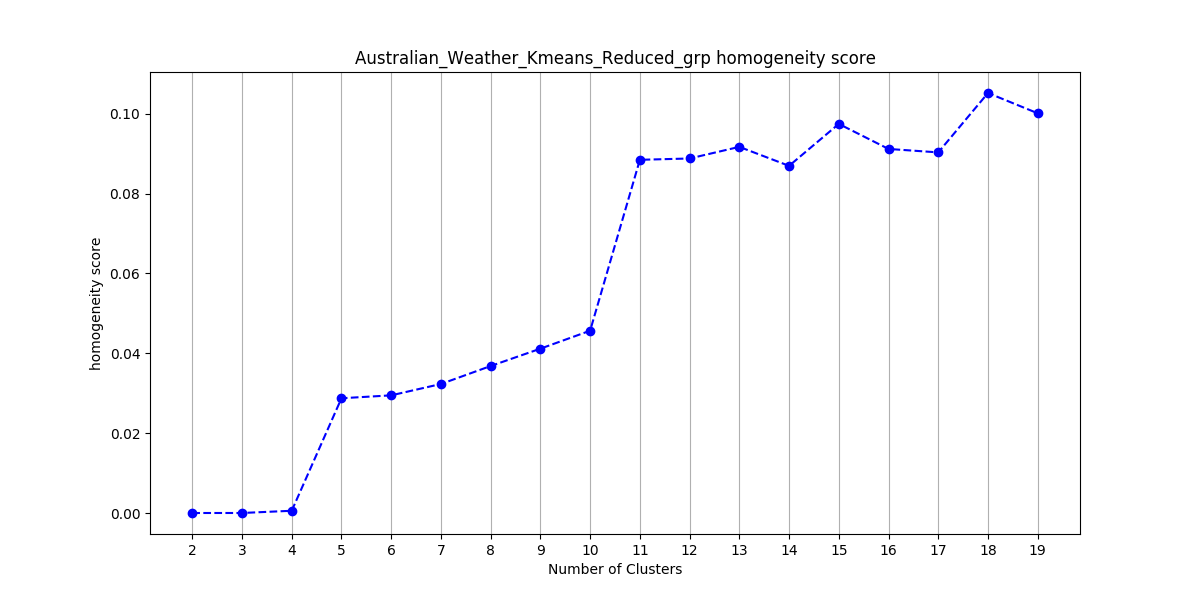 Australian_Weather_Kmeans_Reduced_grp homogeneity score
homogeneity score
0.10
0.08
0.06
0.04
0.02
0.00
2 3 4 5 6 7 8 9 10 11 12 13 14 15 16 17 18 19
Number of Clusters